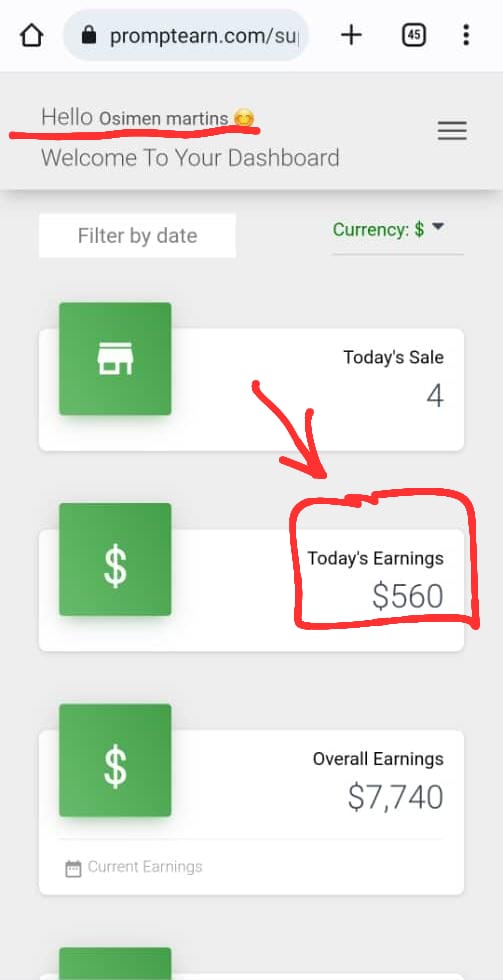 45
promptearn.com/su
Hello Osimen martins
Welcome To Your Dashboard
Filter by date
Currency: $
Today's Sale
4
$
Today's Earnings
$560
$
Overall Earnings
$7,740
Current Earnings